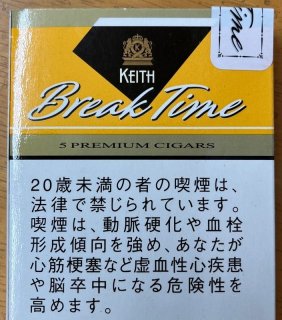 Time
KEITH
Break Time
5 PREMIUM CIGARS
20歳未満の者の喫煙は、
法律で禁じられています。
喫煙は、動脈硬化や血栓
形成傾向を強め、あなたが
心筋梗塞など虚血性心疾患
や脳卒中になる危険性を
高めます。